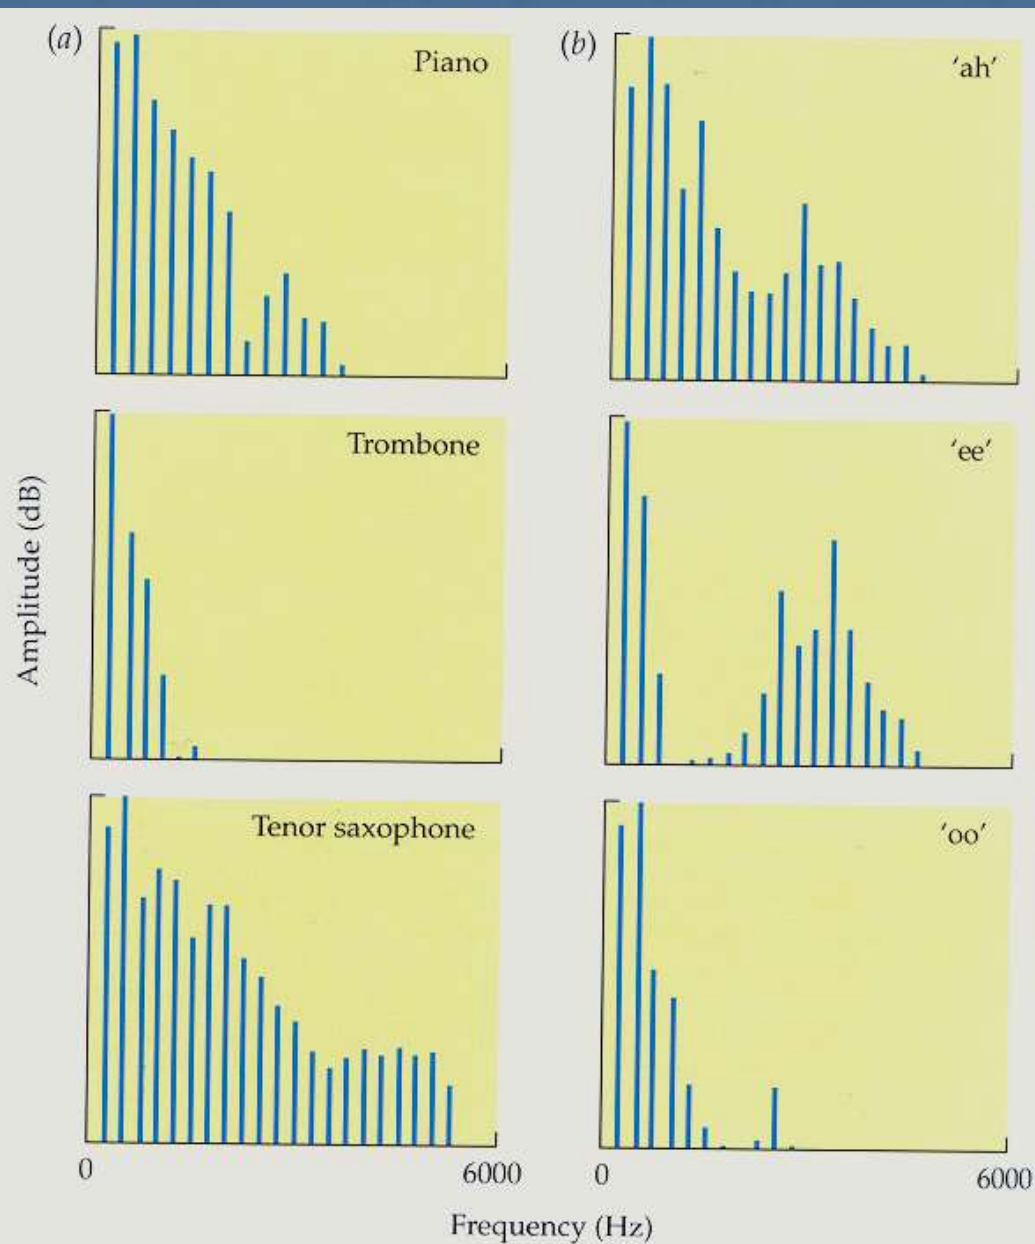 (a)
Piano
(b)
'ah'
Trombone
'ee'
Amplitude (dB)
Tenor saxophone
'oo'
0
6000
0
6000
Frequency (Hz)